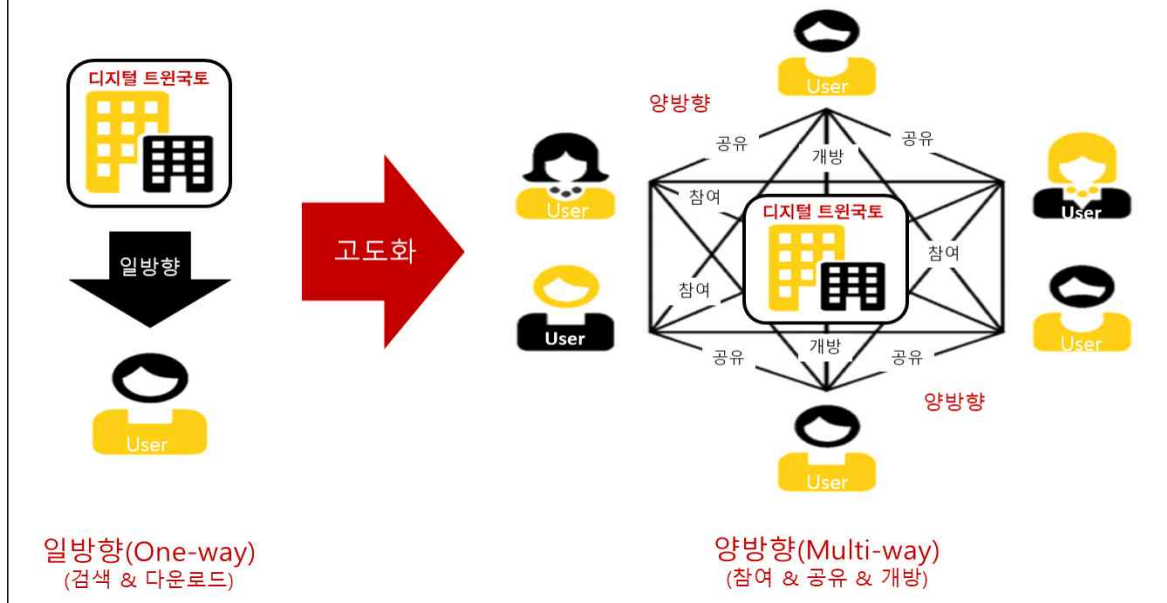 디지털 트윈국토
일방향
User
일방향(One-way)
(검색 & 다운로드)
고도화
User
양방향
공유
공유
개방
User
User
참여
디지털 트윈국토
참여
참여
User
User
개방
공유
공유
양방향
User
양방향(Multi-way)
(참여 & 공유 & 개방)